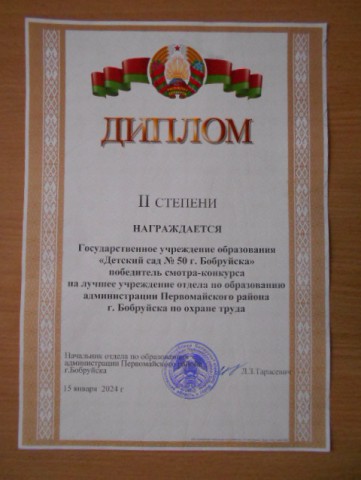 ДИПЛОМ
II СТЕПЕНИ
НАГРАЖДАЕТСЯ
Государственное учреждение образования
«Детский сад № 50 г. Бобруйска»
победитель смотра-конкурса
на лучшее учреждение отдела по образованию
администрации Первомайского района
г. Бобруйска по охране труда
Начальник отдела по образованию
администрации Первомайского района
г.Бобруйска
Л.З.Тарасевич
15 января 2024 г